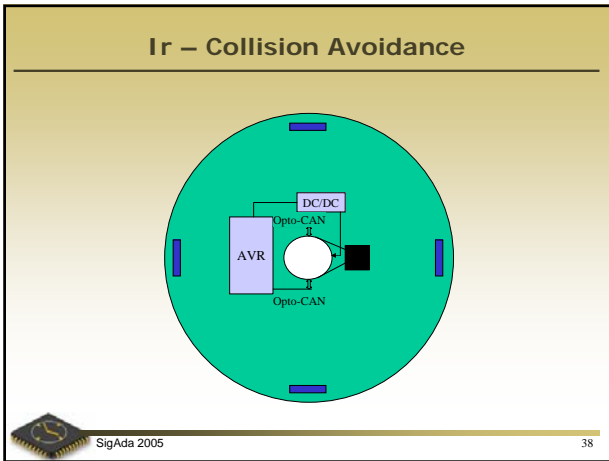 Ir – Collision Avoidance
DC/DC
Opto-CAN
AVR
Opto-CAN
SigAda 2005
38